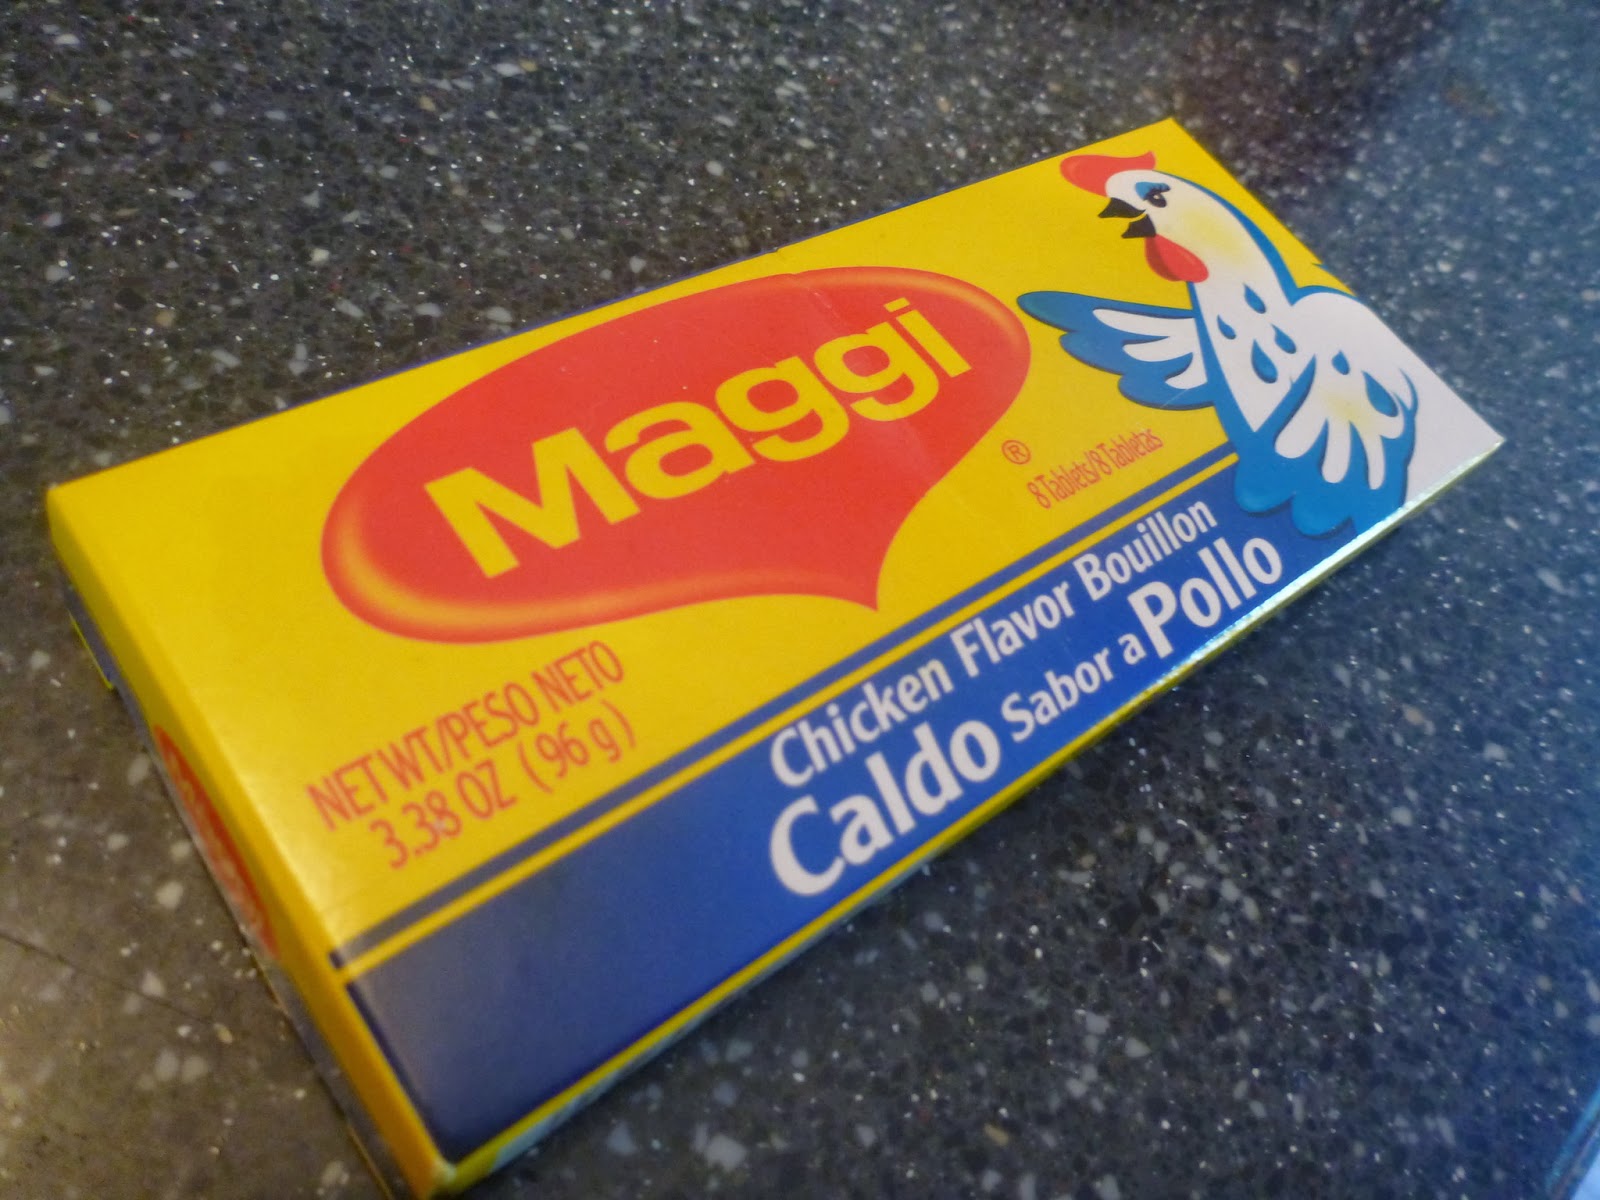 Maggi
®
8 Tablets/8 Tabletas
NET WT/PESO NETO
3.38 OZ (96 g)
Chicken Flavor Bouillon
Caldo Sabor a Pollo